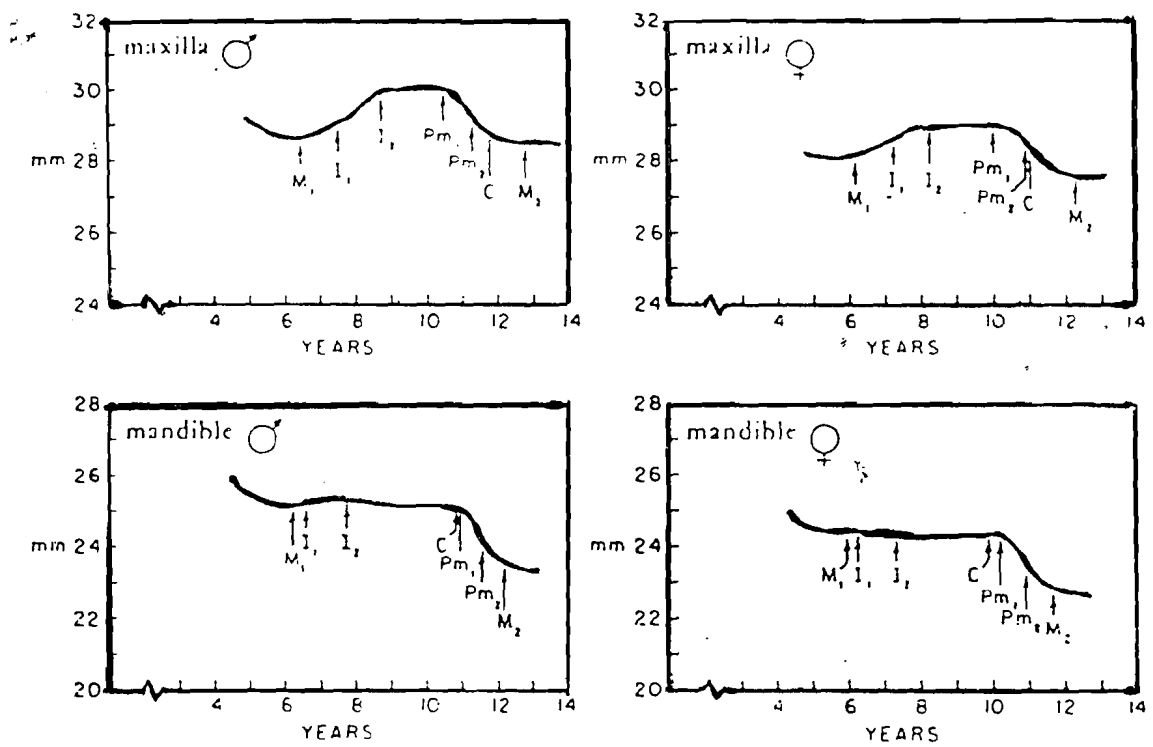 32
maxilla ♂
30
mm 28
26
24
M₁ I₁ I₂ Pm₁ Pm₂ C M₂
4 6 8 10 12 14
YEARS
32
maxilla ♀
30
mm 28
26
24
M₁ I₁ I₂ Pm₁ Pm₂ C M₂
4 6 8 10 12 14
YEARS
28
mandible ♂
26
mm 24
22
20
M₁ I₁ I₂ C Pm₁ Pm₂ M₂
4 6 8 10 12 14
YEARS
28
mandible ♀
26
mm 24
22
20
M₁ I₁ I₂ C Pm₁ Pm₂ M₂
4 6 8 10 12 14
YEARS